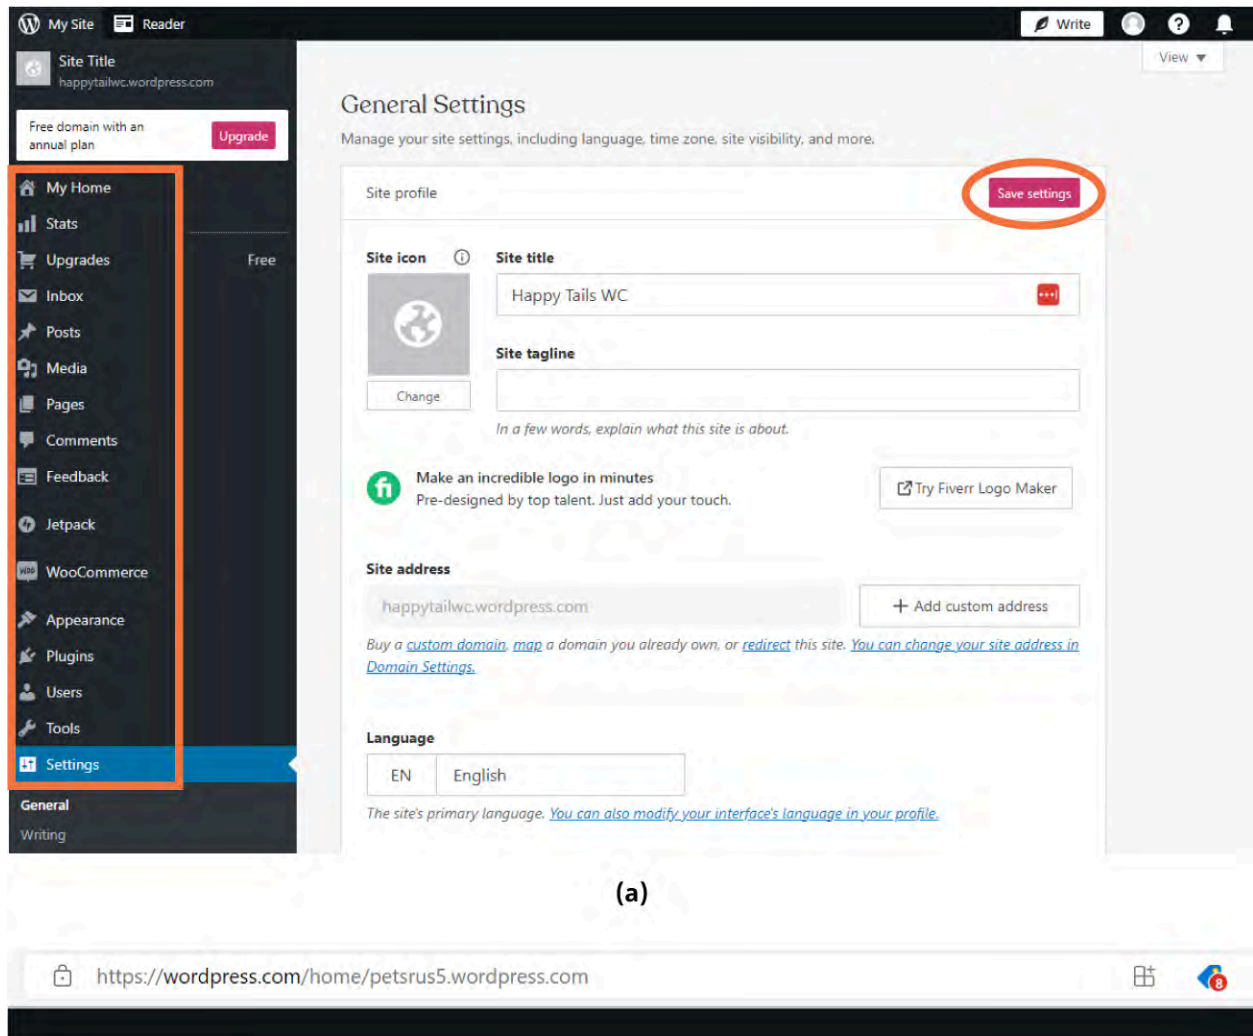 My Site Reader Write
Site Title
happytailwc.wordpress.com
View ▼
Free domain with an
annual plan
Upgrade
My Home
Stats
Upgrades Free
Inbox
Posts
Media
Pages
Comments
Feedback
Jetpack
WooCommerce
Appearance
Plugins
Users
Tools
Settings
General
Writing
General Settings
Manage your site settings, including language, time zone, site visibility, and more.
Site profile Save settings
Site icon Site title
Happy Tails WC
Site tagline
Change
In a few words, explain what this site is about.
fi
Make an incredible logo in minutes
Pre-designed by top talent. Just add your touch.
Try Fiverr Logo Maker
Site address
happytailwc.wordpress.com
+ Add custom address
Buy a custom domain, map a domain you already own, or redirect this site. You can change your site address in
Domain Settings.
Language
EN English
The site's primary language. You can also modify your interface's language in your profile.
(a)
https://wordpress.com/home/petsrus5.wordpress.com
8